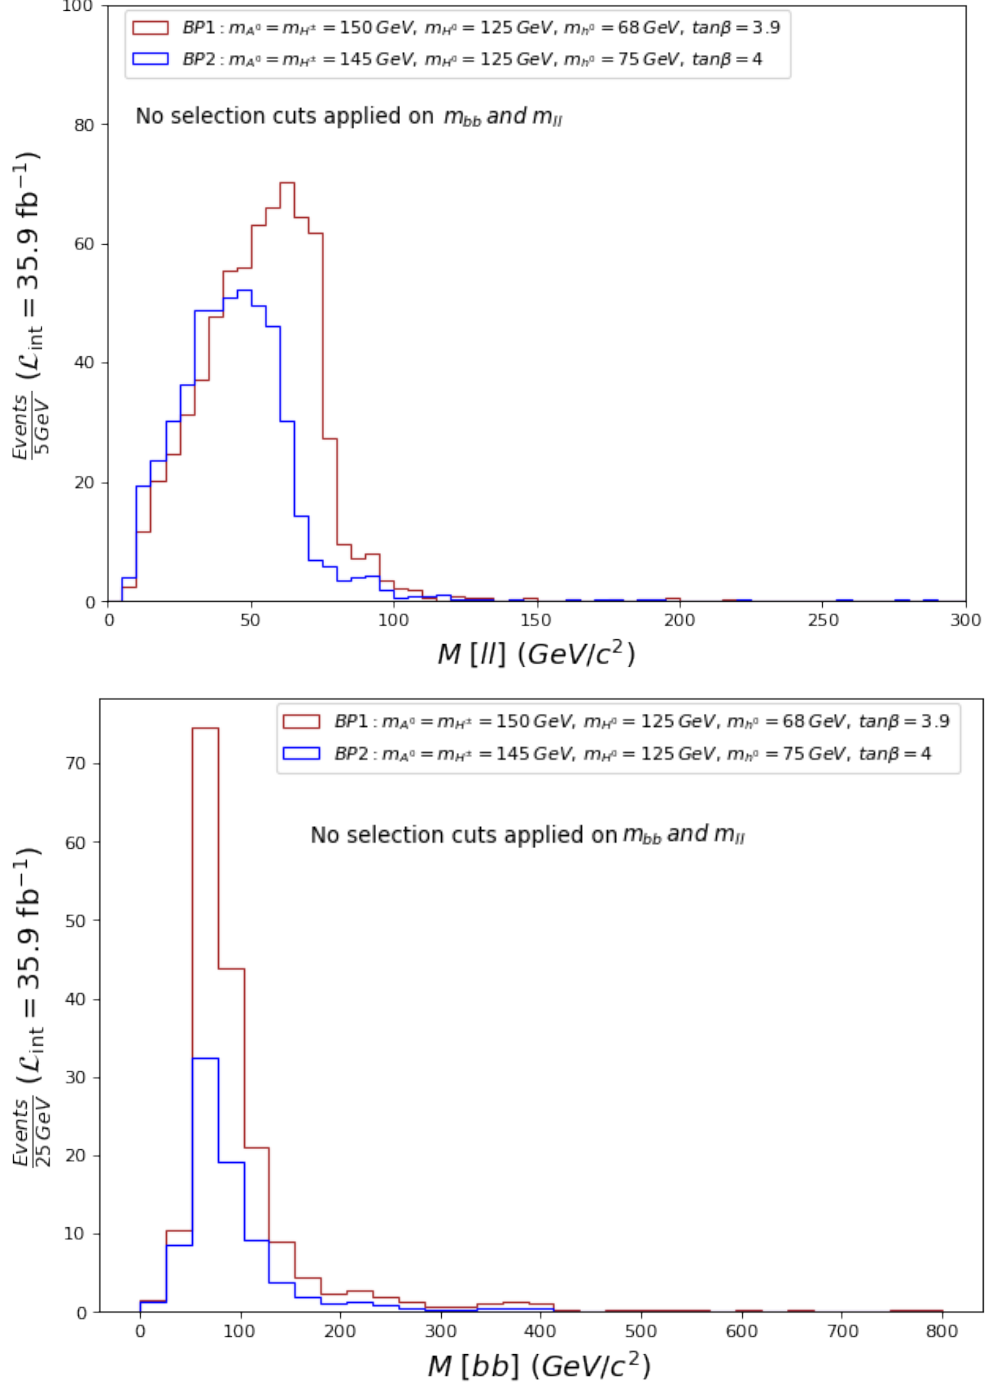 100
80
60
40
20
0
Events/5 GeV (ℒ_int = 35.9 fb⁻¹)
BP1 : m_A⁰ = m_H± = 150 GeV, m_H⁰ = 125 GeV, m_h⁰ = 68 GeV, tanβ = 3.9
BP2 : m_A⁰ = m_H± = 145 GeV, m_H⁰ = 125 GeV, m_h⁰ = 75 GeV, tanβ = 4
No selection cuts applied on m_bb and m_ll
0 50 100 150 200 250 300
M [ll] (GeV/c²)
70
60
50
40
30
20
10
0
Events/25 GeV (ℒ_int = 35.9 fb⁻¹)
BP1 : m_A⁰ = m_H± = 150 GeV, m_H⁰ = 125 GeV, m_h⁰ = 68 GeV, tanβ = 3.9
BP2 : m_A⁰ = m_H± = 145 GeV, m_H⁰ = 125 GeV, m_h⁰ = 75 GeV, tanβ = 4
No selection cuts applied on m_bb and m_ll
0 100 200 300 400 500 600 700 800
M [bb] (GeV/c²)